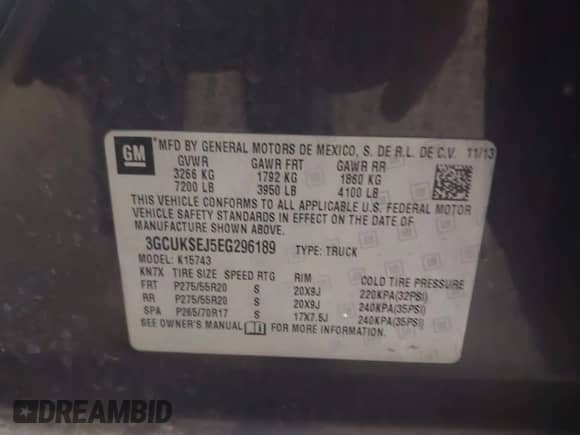 GM
MFD BY GENERAL MOTORS DE MEXICO, S. DE R.L. DE C.V. 11/13
GVWR GAWR FRT GAWR RR
3266 KG 1792 KG 1860 KG
7200 LB 3950 LB 4100 LB
THIS VEHICLE CONFORMS TO ALL APPLICABLE U.S. FEDERAL MOTOR
VEHICLE SAFETY STANDARDS IN EFFECT ON THE DATE OF
MANUFACTURE SHOWN ABOVE.
3GCUKSEJ5EG296189 TYPE: TRUCK
MODEL: K15743
KN7X TIRE SIZE SPEED RTG RIM COLD TIRE PRESSURE
FRT P275/55R20 S 20X9J 220KPA(32PSI)
RR P275/55R20 S 20X9J 240KPA(35PSI)
SPA P265/70R17 S 17X7.5J 240KPA(35PSI)
SEE OWNER'S MANUAL FOR MORE INFORMATION.
DREAMBID